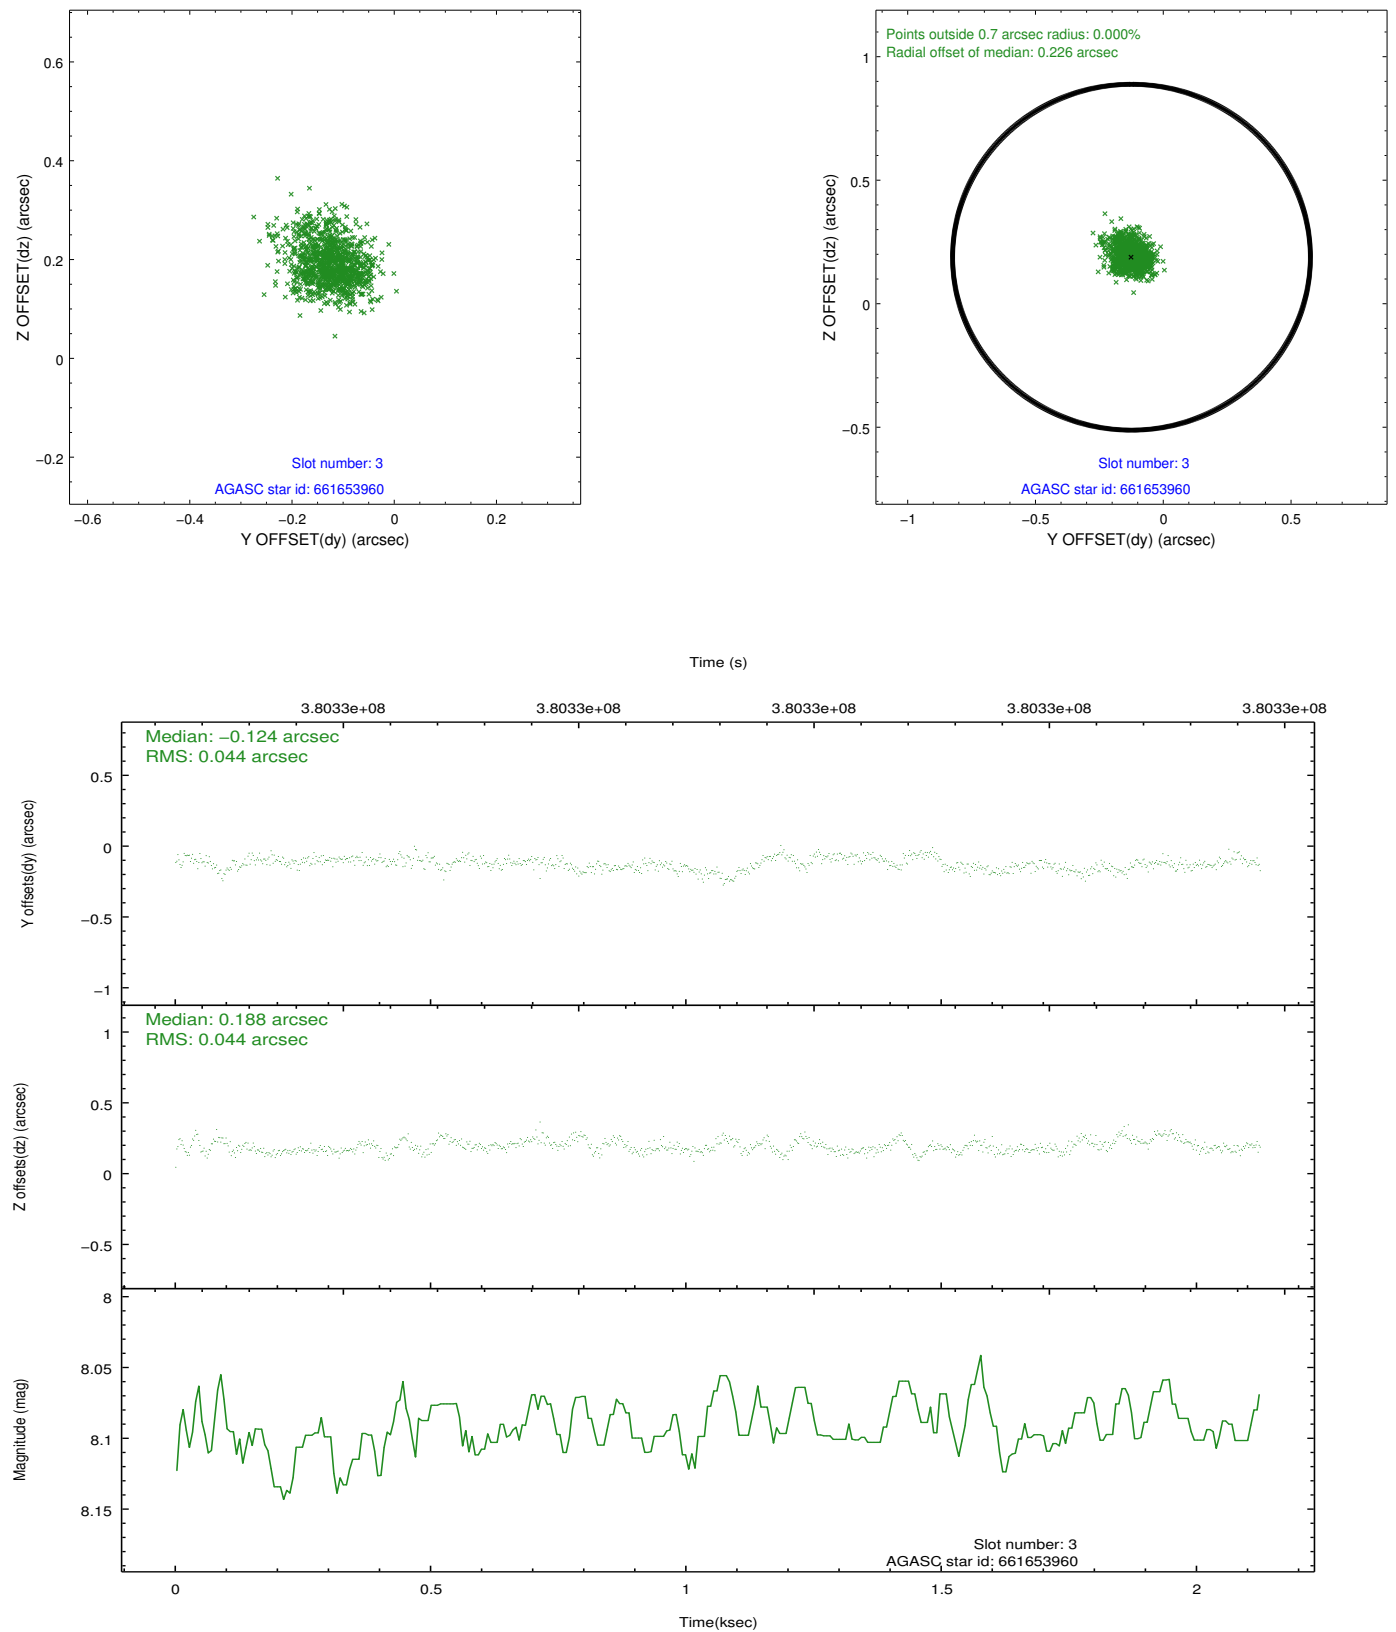 0.6
0.4
0.2
0
−0.2
Z OFFSET(dz) (arcsec)
Slot number: 3
AGASC star id: 661653960
−0.6
−0.4
−0.2
0
0.2
Y OFFSET(dy) (arcsec)
Points outside 0.7 arcsec radius: 0.000%
Radial offset of median: 0.226 arcsec
1
0.5
0
−0.5
Z OFFSET(dz) (arcsec)
Slot number: 3
AGASC star id: 661653960
−1
−0.5
0
0.5
Y OFFSET(dy) (arcsec)
Time (s)
3.8033e+08
3.8033e+08
3.8033e+08
3.8033e+08
3.8033e+08
Median: −0.124 arcsec
RMS: 0.044 arcsec
0.5
0
−0.5
−1
Y offsets(dy) (arcsec)
Median: 0.188 arcsec
RMS: 0.044 arcsec
1
0.5
0
−0.5
Z offsets(dz) (arcsec)
8
8.05
8.1
8.15
Magnitude (mag)
Slot number: 3
AGASC star id: 661653960
0
0.5
1
1.5
2
Time(ksec)